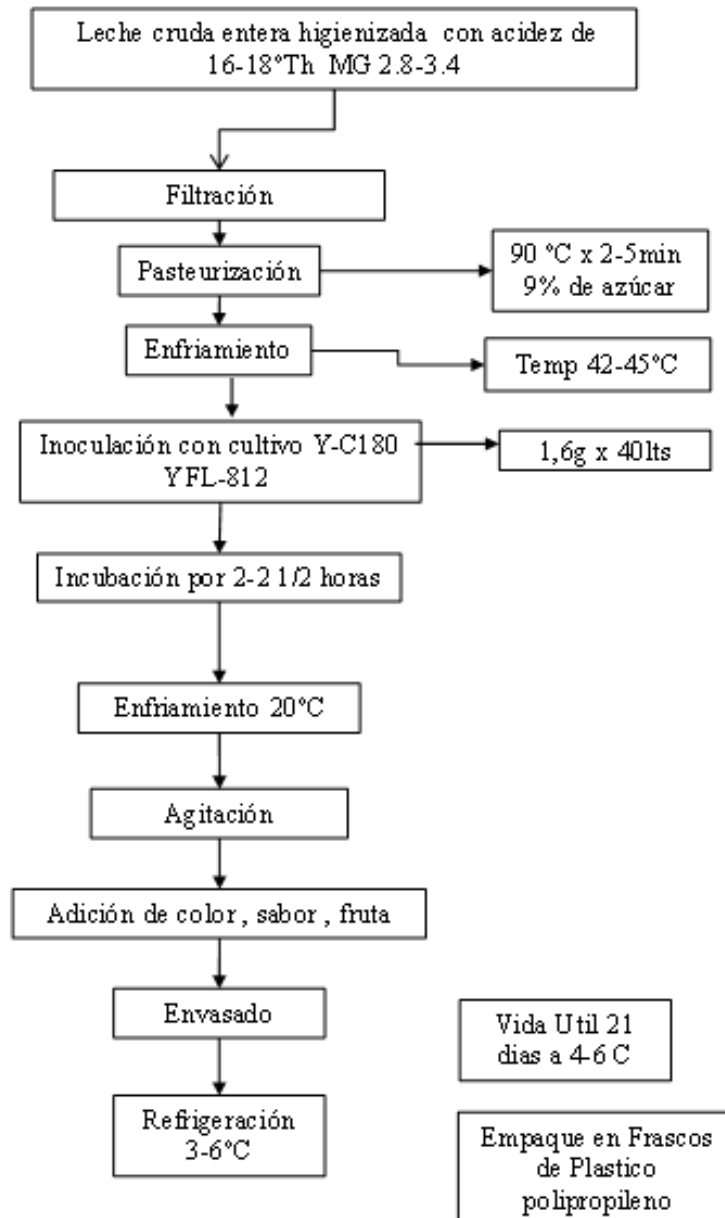 Leche cruda entera higienizada con acidez de
16-18°Th MG 2.8-3.4
Filtración
Pasteurización
90 °C x 2-5min
9% de azúcar
Enfriamiento
Temp 42-45°C
Inoculación con cultivo Y-C180
YFL-812
1,6g x 40lts
Incubación por 2-2 1/2 horas
Enfriamiento 20°C
Agitación
Adición de color , sabor , fruta
Envasado
Vida Util 21
dias a 4-6 C
Refrigeración
3-6°C
Empaque en Frascos
de Plastico
polipropileno